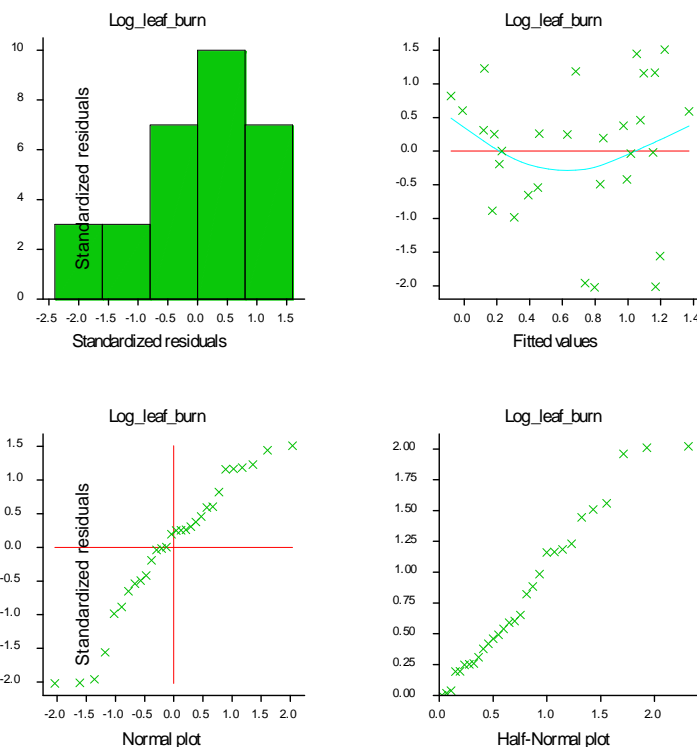 Log_leaf_burn
10
8
6
4
2
0
Standardized residuals
-2.5 -2.0 -1.5 -1.0 -0.5 0.0 0.5 1.0 1.5
Standardized residuals
Log_leaf_burn
1.5
1.0
0.5
0.0
-0.5
-1.0
-1.5
-2.0
0.0 0.2 0.4 0.6 0.8 1.0 1.2 1.4
Fitted values
Log_leaf_burn
1.5
1.0
0.5
0.0
-0.5
-1.0
-1.5
-2.0
Standardized residuals
-2.0 -1.5 -1.0 -0.5 0.0 0.5 1.0 1.5 2.0
Normal plot
Log_leaf_burn
2.00
1.75
1.50
1.25
1.00
0.75
0.50
0.25
0.00
0.0 0.5 1.0 1.5 2.0
Half-Normal plot